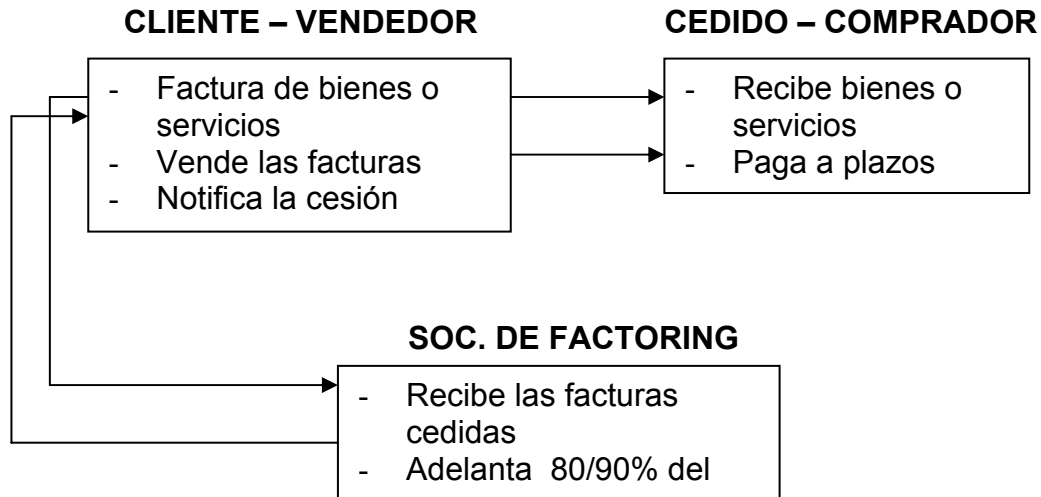 CLIENTE – VENDEDOR
CEDIDO – COMPRADOR
- Factura de bienes o
servicios
- Vende las facturas
- Notifica la cesión
- Recibe bienes o
servicios
- Paga a plazos
SOC. DE FACTORING
- Recibe las facturas
cedidas
- Adelanta 80/90% del